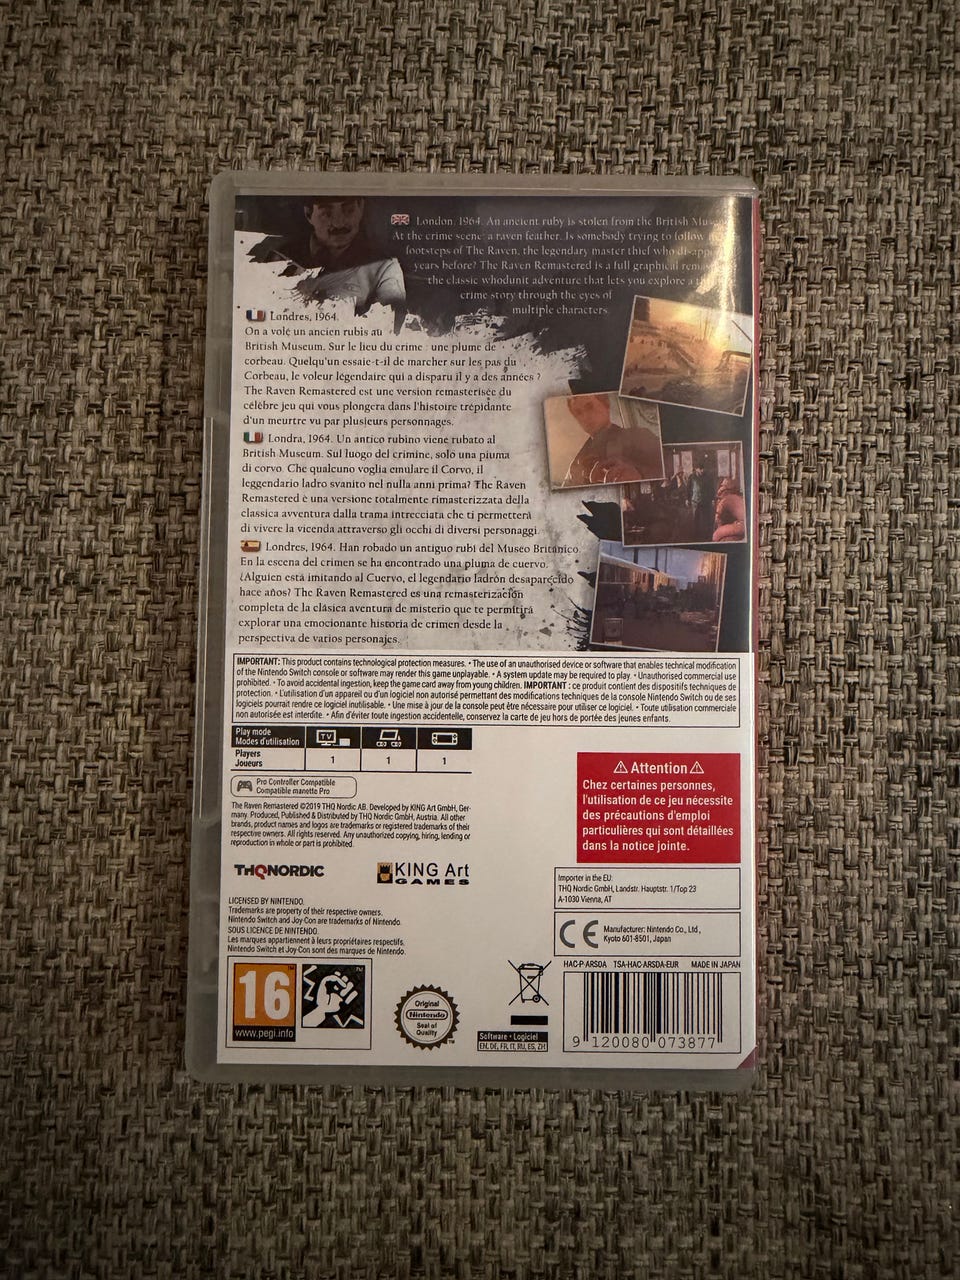 London, 1964. An ancient ruby is stolen from the British
At the crime scene: a raven feather. Is somebody trying to follow
footsteps of The Raven, the legendary master thief who
years before? The Raven Remastered is a full graphical
the classic whodunit adventure that lets you explore a
crime story through the eyes of
multiple characters.
Londres, 1964.
On a volé un ancien rubis au
British Museum. Sur le lieu du crime : une plume de
corbeau. Quelqu'un essaie-t-il de marcher sur les pas du
Corbeau, le voleur légendaire qui a disparu il y a des années ?
The Raven Remastered est une version remasterisée du
célèbre jeu qui vous plongera dans l'histoire trépidante
d'un meurtre vu par plusieurs personnages.
Londra, 1964. Un antico rubino viene rubato al
British Museum. Sul luogo del crimine, solo una piuma
di corvo. Che qualcuno voglia emulare il Corvo, il
leggendario ladro svanito nel nulla anni prima? The Raven
Remastered è una versione totalmente rimasterizzata della
classica avventura dalla trama intrecciata che ti permetterà
di vivere la vicenda attraverso gli occhi di diversi personaggi.
Londres, 1964. Han robado un antiguo rubí del Museo Británico.
En la escena del crimen se ha encontrado una pluma de cuervo.
¿Alguien está imitando al Cuervo, el legendario ladrón desaparecido
hace años? The Raven Remastered es una remasterización
completa de la clásica aventura de misterio que te permitirá
explorar una emocionante historia de crimen desde la
perspectiva de varios personajes.
IMPORTANT: This product contains technological protection measures. • The use of an unauthorised device or software that enables technical modification
of the Nintendo Switch console or software may render this game unplayable. • A system update may be required to play. • Unauthorised commercial use
prohibited. • To avoid accidental ingestion, keep the game card away from young children. IMPORTANT : ce produit contient des dispositifs techniques de
protection. • L'utilisation d'un appareil ou d'un logiciel non autorisé permettant des modifications techniques de la console Nintendo Switch ou de ses
logiciels pourrait rendre ce logiciel inutilisable. • Une mise à jour de la console peut être nécessaire pour utiliser ce logiciel. • Toute utilisation commerciale
non autorisée est interdite. • Afin d'éviter toute ingestion accidentelle, conservez la carte de jeu hors de portée des jeunes enfants.
Play mode
Modes d'utilisation
TV
Players
Joueurs
1 1 1
Pro Controller Compatible
Compatible manette Pro
The Raven Remastered ©2019 THQ Nordic AB. Developed by KING Art GmbH, Ger-
many. Produced, Published & Distributed by THQ Nordic GmbH, Austria. All other
brands, product names and logos are trademarks or registered trademarks of their
respective owners. All rights reserved. Any unauthorized copying, hiring, lending or
reproduction in whole or part is prohibited.
THQNORDIC
KING Art
GAMES
LICENSED BY NINTENDO.
Trademarks are property of their respective owners.
Nintendo Switch and Joy-Con are trademarks of Nintendo.
SOUS LICENCE DE NINTENDO.
Les marques appartiennent à leurs propriétaires respectifs.
Nintendo Switch et Joy-Con sont des marques de Nintendo.
⚠ Attention ⚠
Chez certaines personnes,
l'utilisation de ce jeu nécessite
des précautions d'emploi
particulières qui sont détaillées
dans la notice jointe.
Importer in the EU:
THQ Nordic GmbH, Landstr. Hauptstr. 1/Top 23
A-1030 Vienna, AT
CE
Manufacturer: Nintendo Co., Ltd.,
Kyoto 601-8501, Japan
HAC-P-ARSDA TSA-HAC-ARSDA-EUR MADE IN JAPAN
16
www.pegi.info
Original
Nintendo
Seal of
Quality
TM
Software • Logiciel
EN, DE, FR, IT, RU, ES, ZH
9 120080 073877